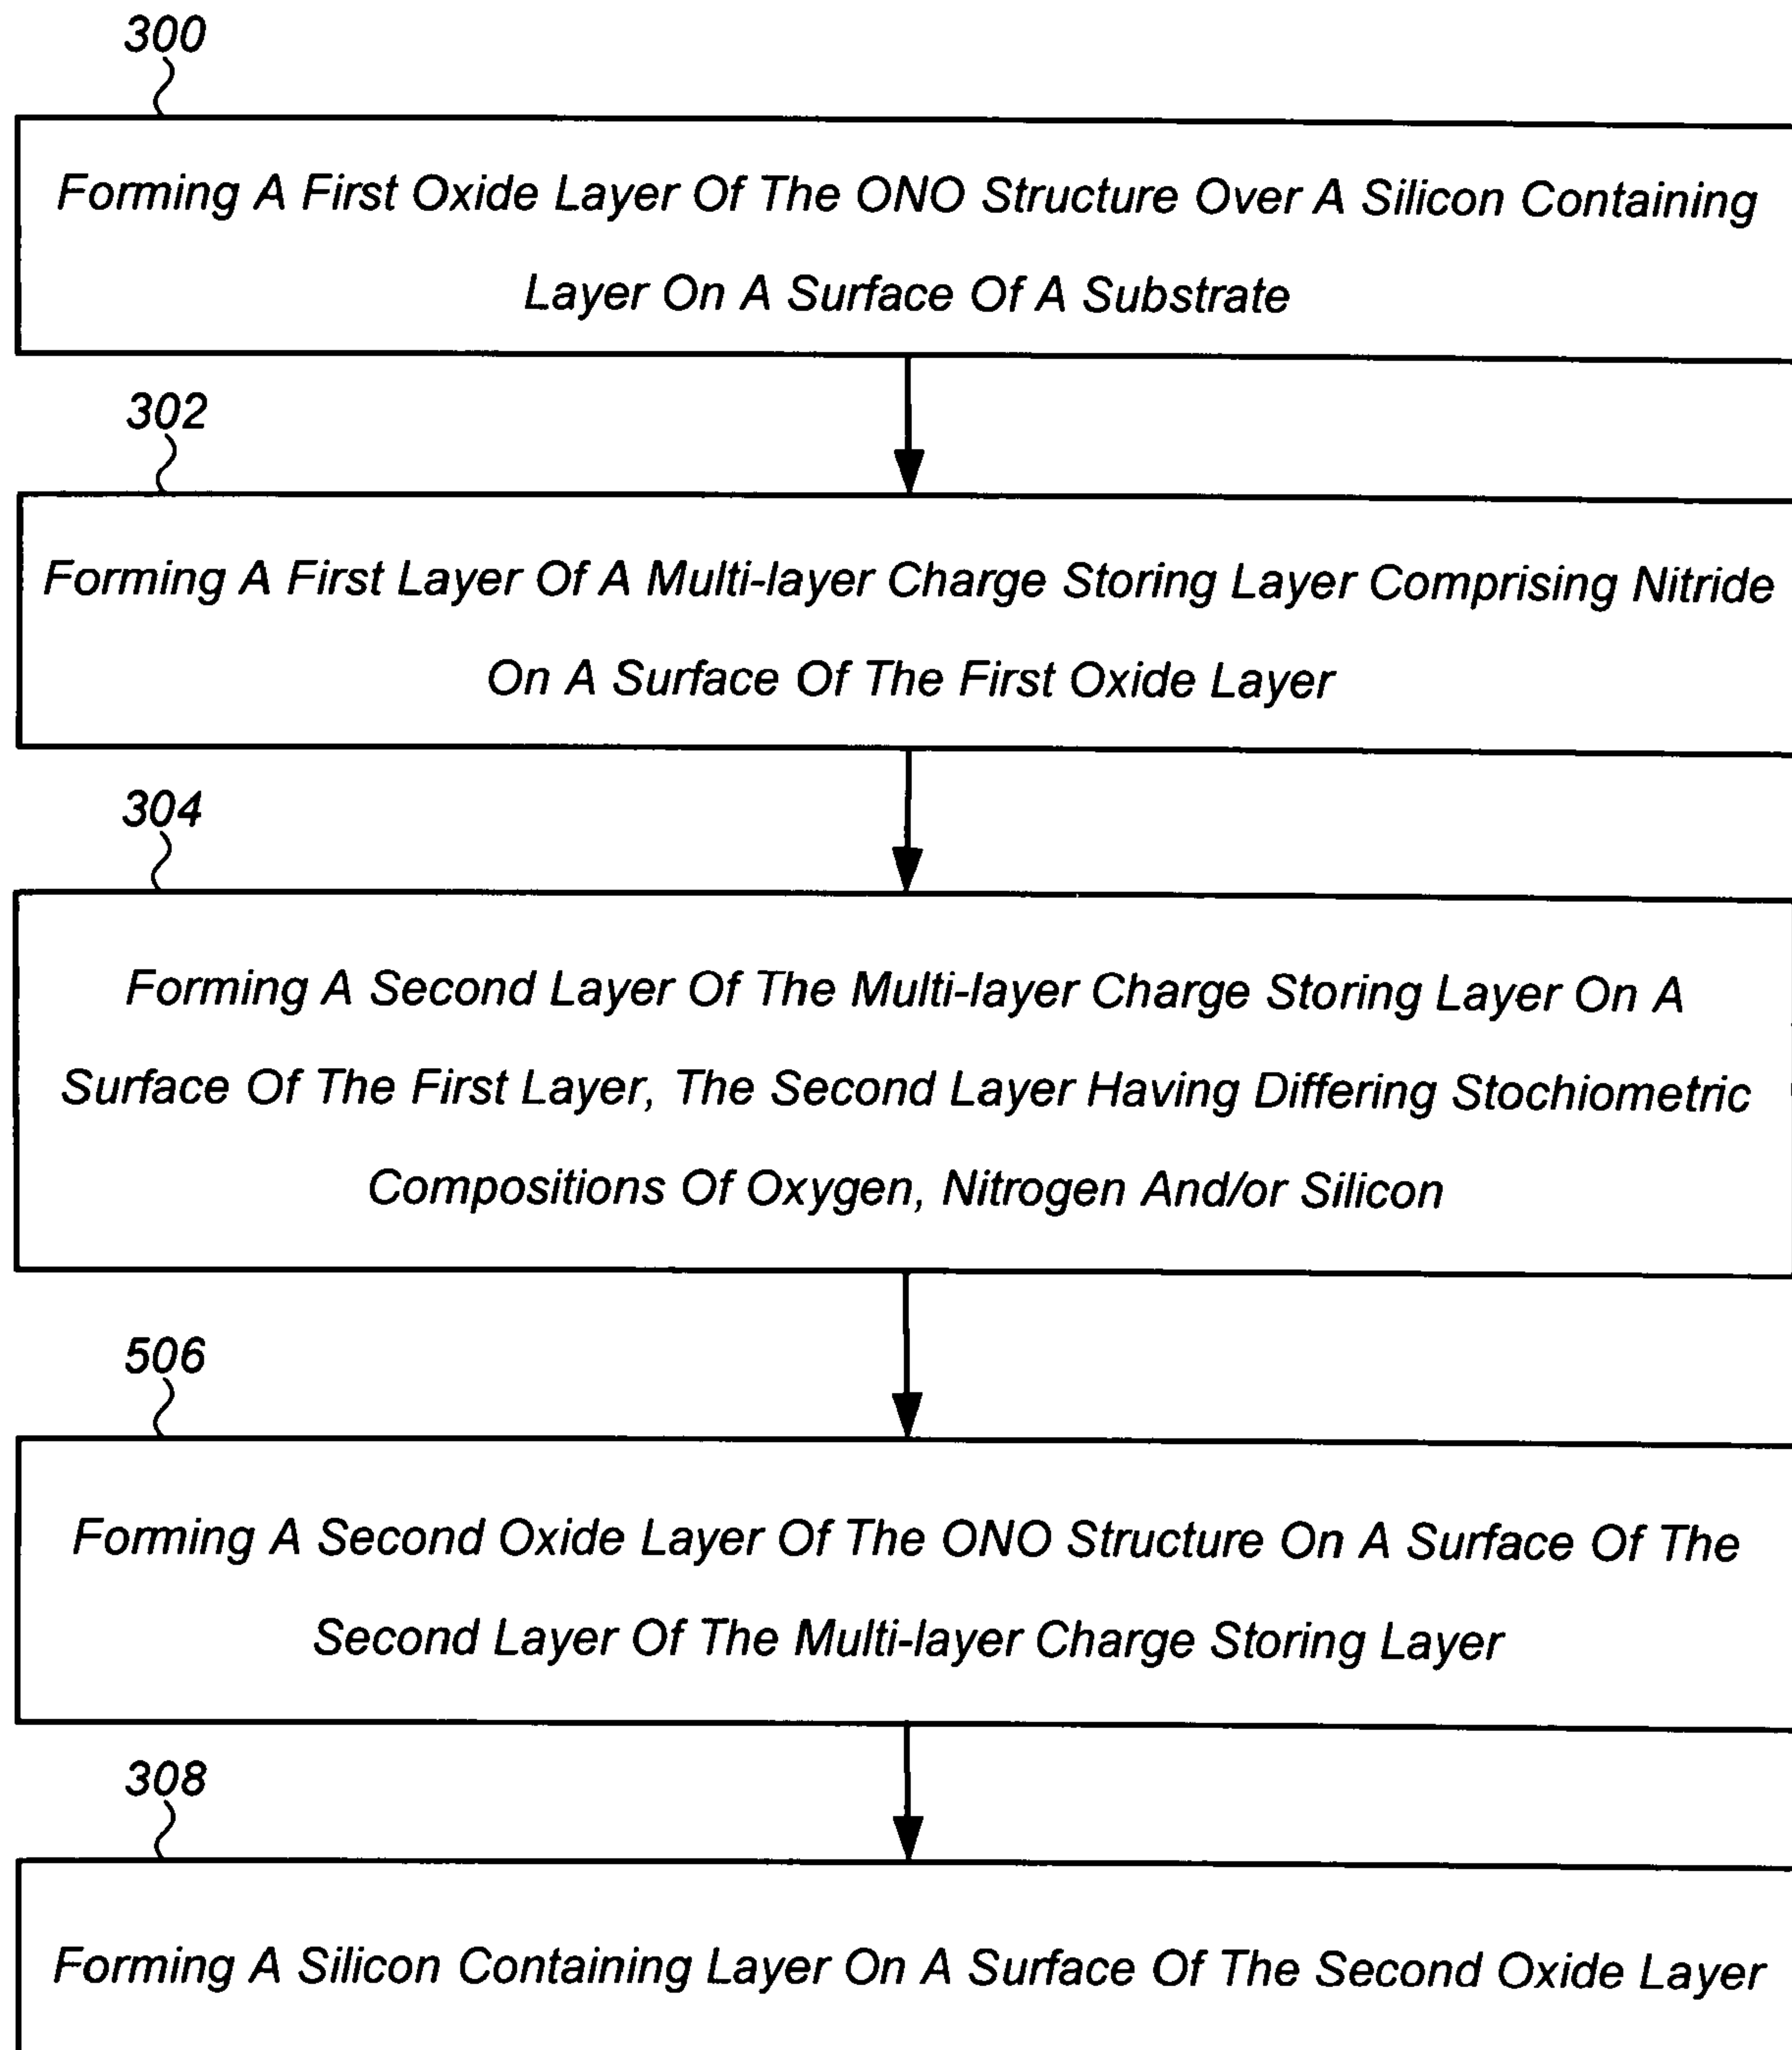 300
Forming A First Oxide Layer Of The ONO Structure Over A Silicon Containing
Layer On A Surface Of A Substrate
302
Forming A First Layer Of A Multi-layer Charge Storing Layer Comprising Nitride
On A Surface Of The First Oxide Layer
304
Forming A Second Layer Of The Multi-layer Charge Storing Layer On A
Surface Of The First Layer, The Second Layer Having Differing Stochiometric
Compositions Of Oxygen, Nitrogen And/or Silicon
506
Forming A Second Oxide Layer Of The ONO Structure On A Surface Of The
Second Layer Of The Multi-layer Charge Storing Layer
308
Forming A Silicon Containing Layer On A Surface Of The Second Oxide Layer